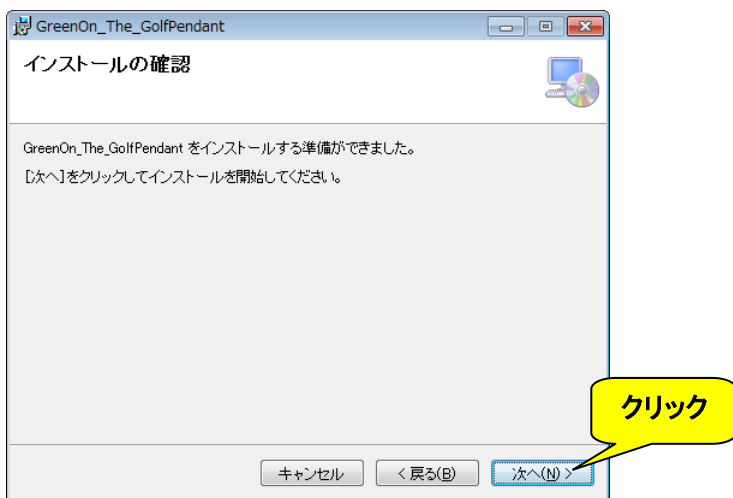 GreenOn_The_GolfPendant
インストールの確認
GreenOn_The_GolfPendant をインストールする準備ができました。
[次へ]をクリックしてインストールを開始してください。
クリック
キャンセル
< 戻る(B)
次へ(N) >